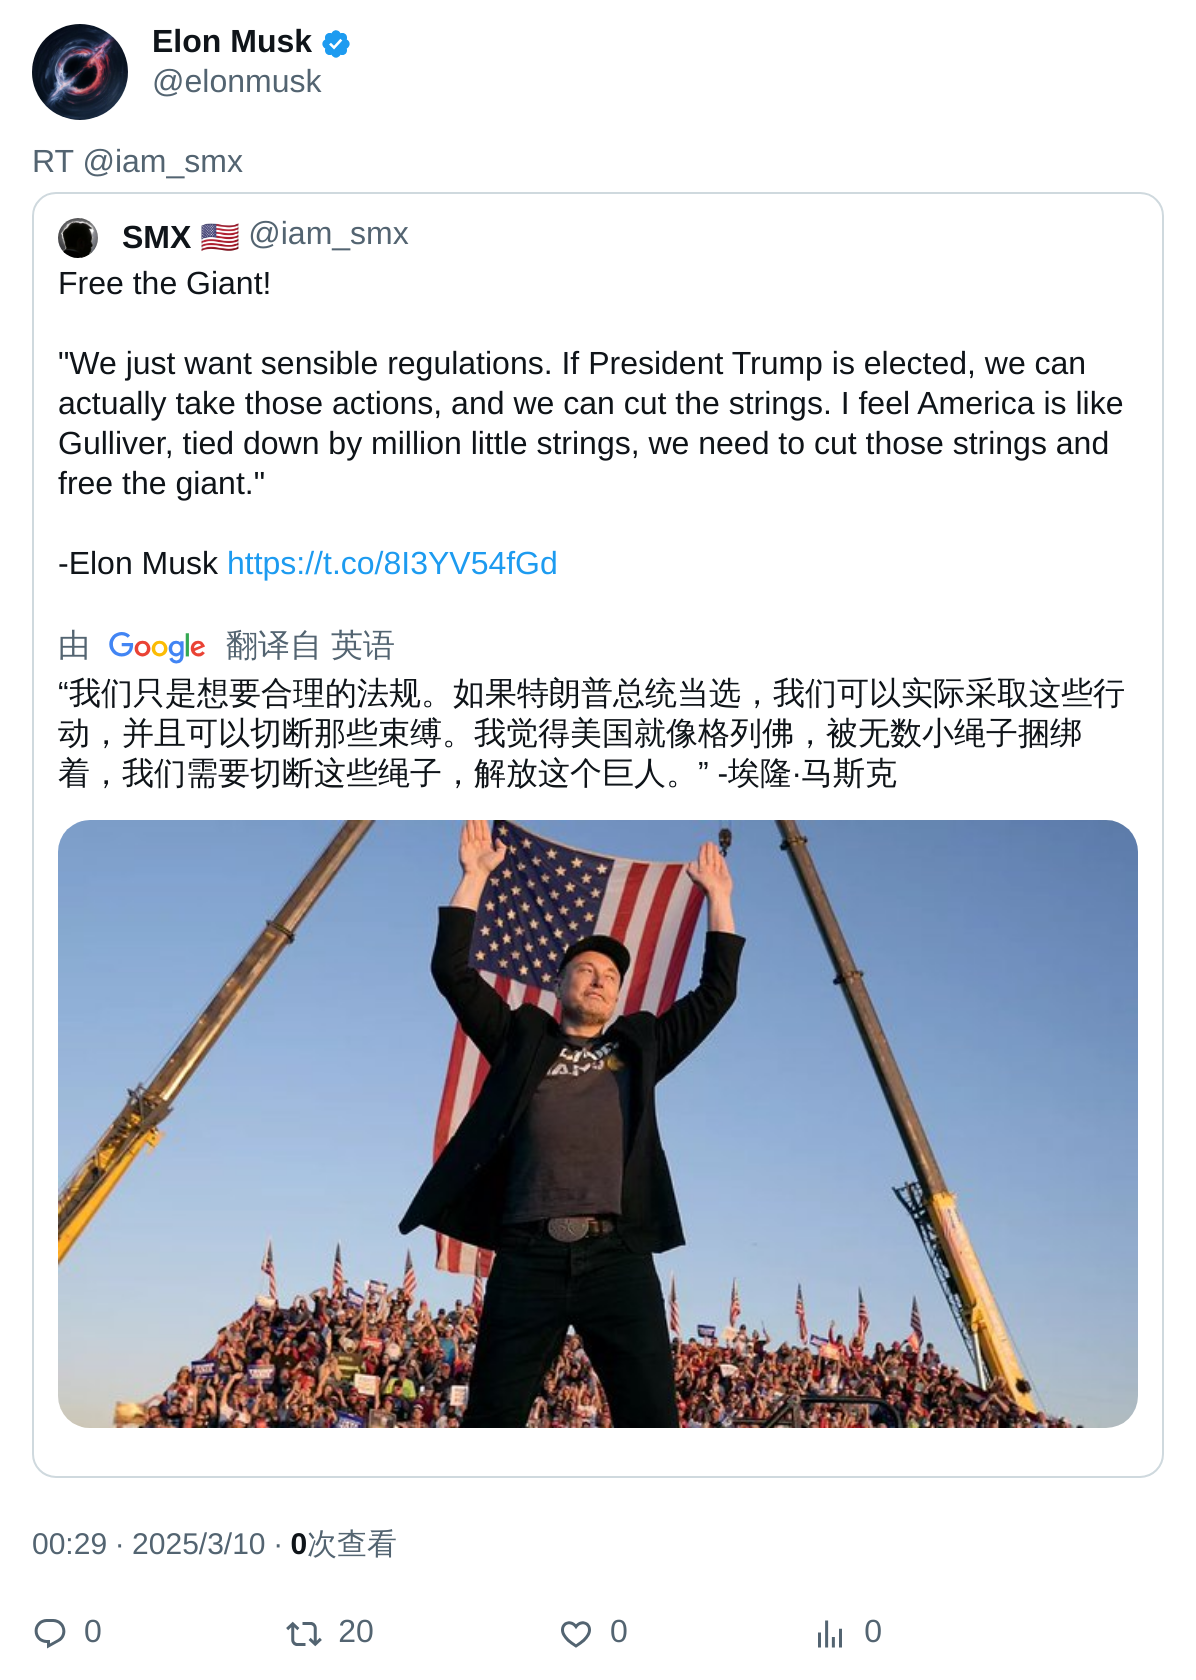 Elon Musk
@elonmusk
RT @iam_smx
SMX 🇺🇸 @iam_smx
Free the Giant!
"We just want sensible regulations. If President Trump is elected, we can
actually take those actions, and we can cut the strings. I feel America is like
Gulliver, tied down by million little strings, we need to cut those strings and
free the giant."
-Elon Musk https://t.co/8I3YV54fGd
由 Google 翻译自 英语
“我们只是想要合理的法规。如果特朗普总统当选，我们可以实际采取这些行
动，并且可以切断那些束缚。我觉得美国就像格列佛，被无数小绳子捆绑
着，我们需要切断这些绳子，解放这个巨人。” -埃隆·马斯克
00:29 · 2025/3/10 · 0次查看
0 20 0 0